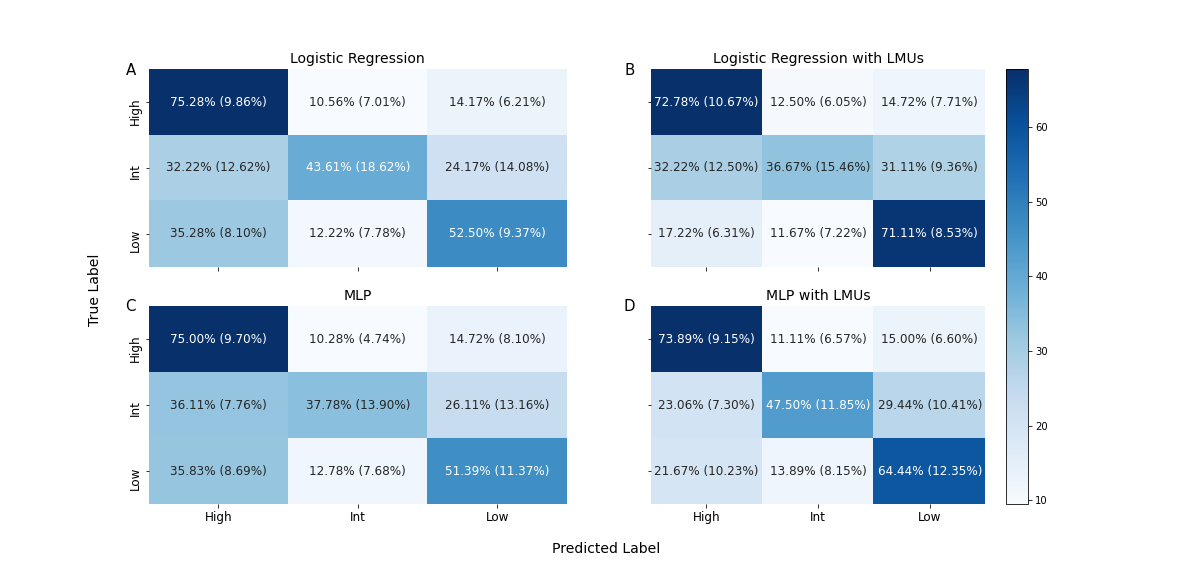 A Logistic Regression
High 75.28% (9.86%) 10.56% (7.01%) 14.17% (6.21%)
Int 32.22% (12.62%) 43.61% (18.62%) 24.17% (14.08%)
Low 35.28% (8.10%) 12.22% (7.78%) 52.50% (9.37%)
B Logistic Regression with LMUs
72.78% (10.67%) 12.50% (6.05%) 14.72% (7.71%)
32.22% (12.50%) 36.67% (15.46%) 31.11% (9.36%)
17.22% (6.31%) 11.67% (7.22%) 71.11% (8.53%)
True Label
C MLP
High 75.00% (9.70%) 10.28% (4.74%) 14.72% (8.10%)
Int 36.11% (7.76%) 37.78% (13.90%) 26.11% (13.16%)
Low 35.83% (8.69%) 12.78% (7.68%) 51.39% (11.37%)
High Int Low
D MLP with LMUs
73.89% (9.15%) 11.11% (6.57%) 15.00% (6.60%)
23.06% (7.30%) 47.50% (11.85%) 29.44% (10.41%)
21.67% (10.23%) 13.89% (8.15%) 64.44% (12.35%)
High Int Low
60
50
40
30
20
10
Predicted Label